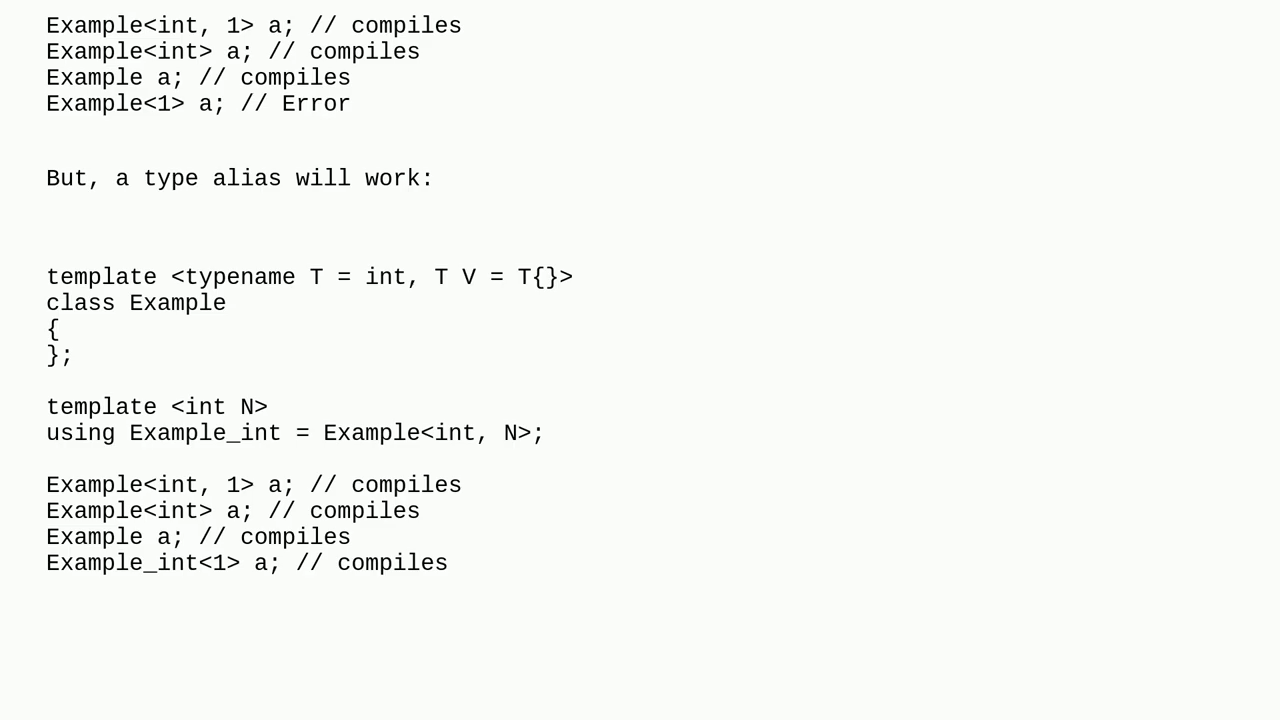 Example<int, 1> a; // compiles
Example<int> a; // compiles
Example a; // compiles
Example<1> a; // Error
But, a type alias will work:
template <typename T = int, T V = T{}>
class Example
{
};
template <int N>
using Example_int = Example<int, N>;
Example<int, 1> a; // compiles
Example<int> a; // compiles
Example a; // compiles
Example_int<1> a; // compiles